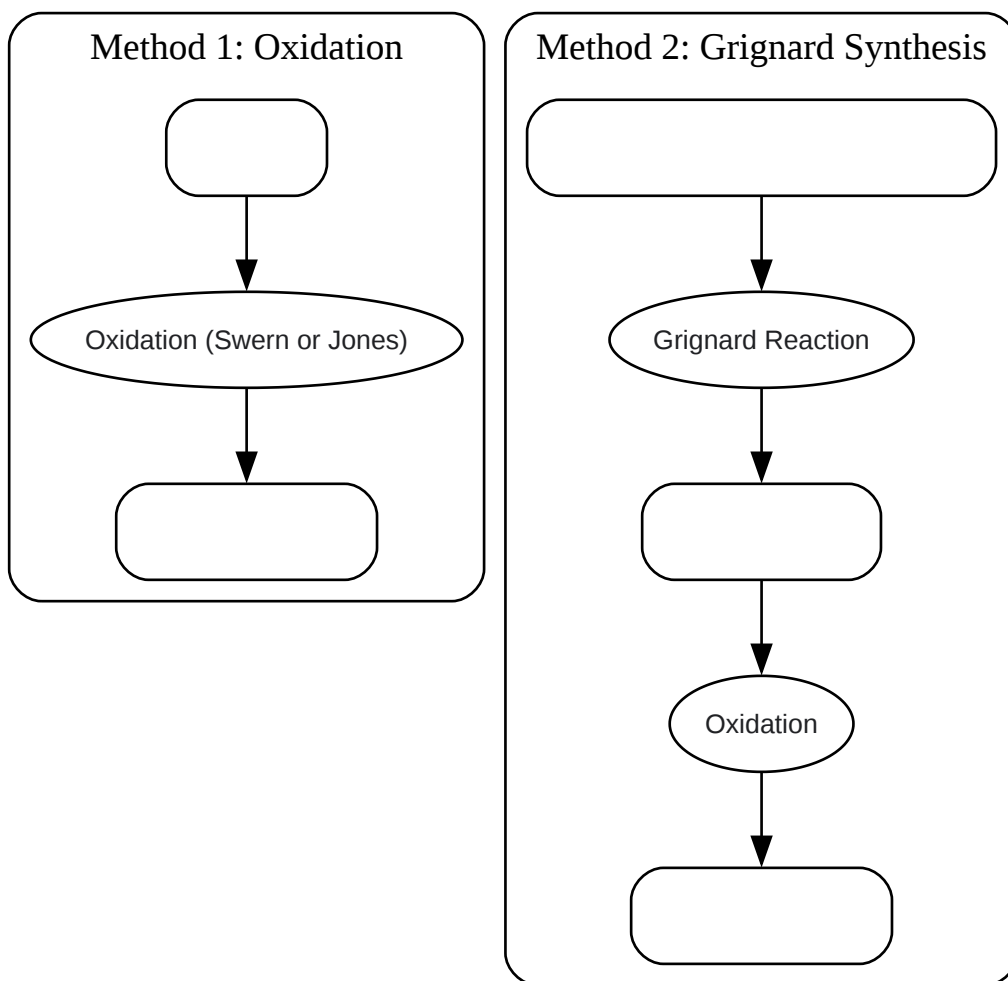 Method 1: Oxidation
Oxidation (Swern or Jones)
Method 2: Grignard Synthesis
Grignard Reaction
Oxidation